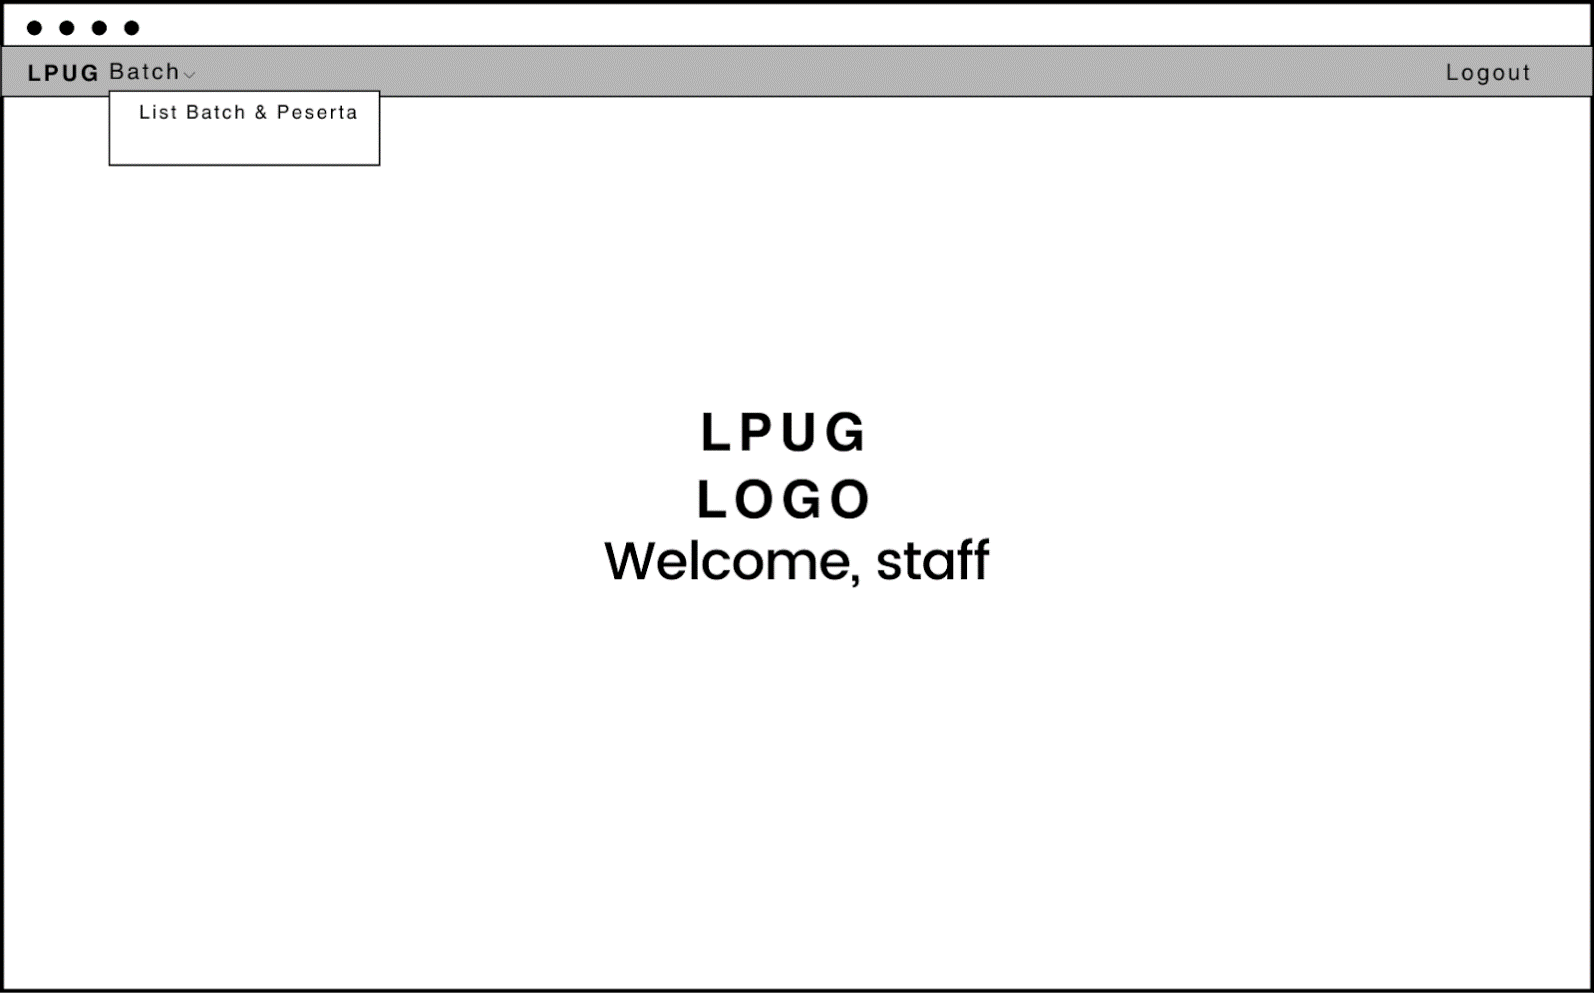 LPUG Batch Logout
List Batch & Peserta
LPUG
LOGO
Welcome, staff